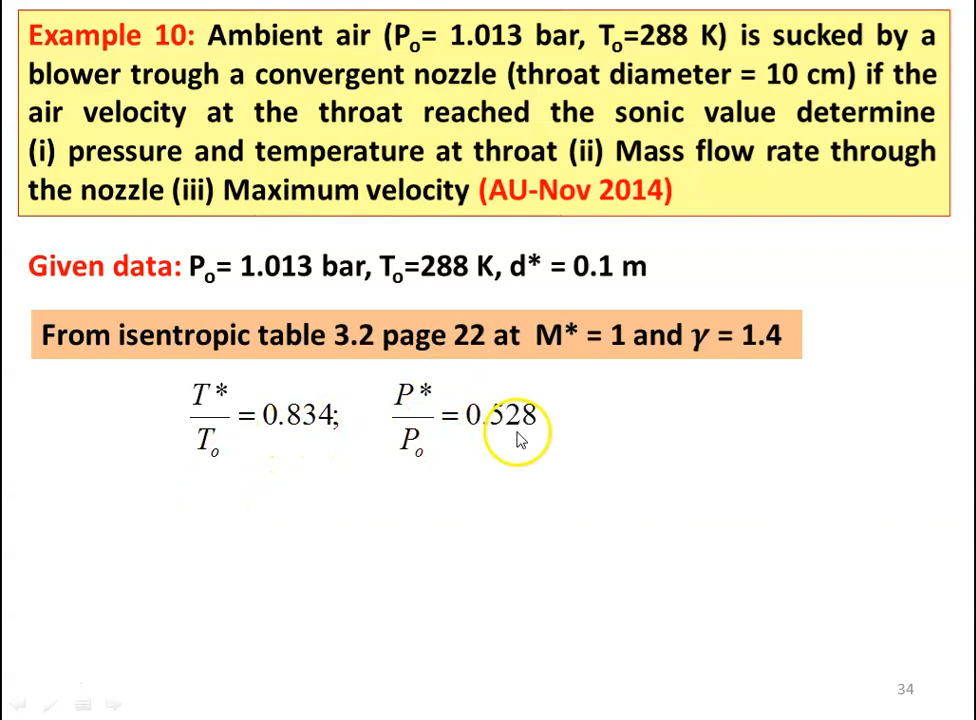 Example 10: Ambient air (Po= 1.013 bar, To=288 K) is sucked by a
blower trough a convergent nozzle (throat diameter = 10 cm) if the
air velocity at the throat reached the sonic value determine
(i) pressure and temperature at throat (ii) Mass flow rate through
the nozzle (iii) Maximum velocity (AU-Nov 2014)
Given data: Po= 1.013 bar, To=288 K, d* = 0.1 m
From isentropic table 3.2 page 22 at M* = 1 and γ = 1.4
T*/To = 0.834; P*/Po = 0.528
34